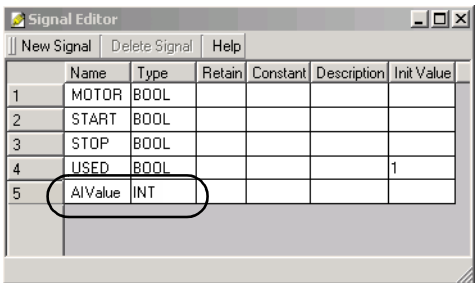 Signal Editor
New Signal Delete Signal Help
Name Type Retain Constant Description Init Value
1 MOTOR BOOL
2 START BOOL
3 STOP BOOL
4 USED BOOL 1
5 AIValue INT